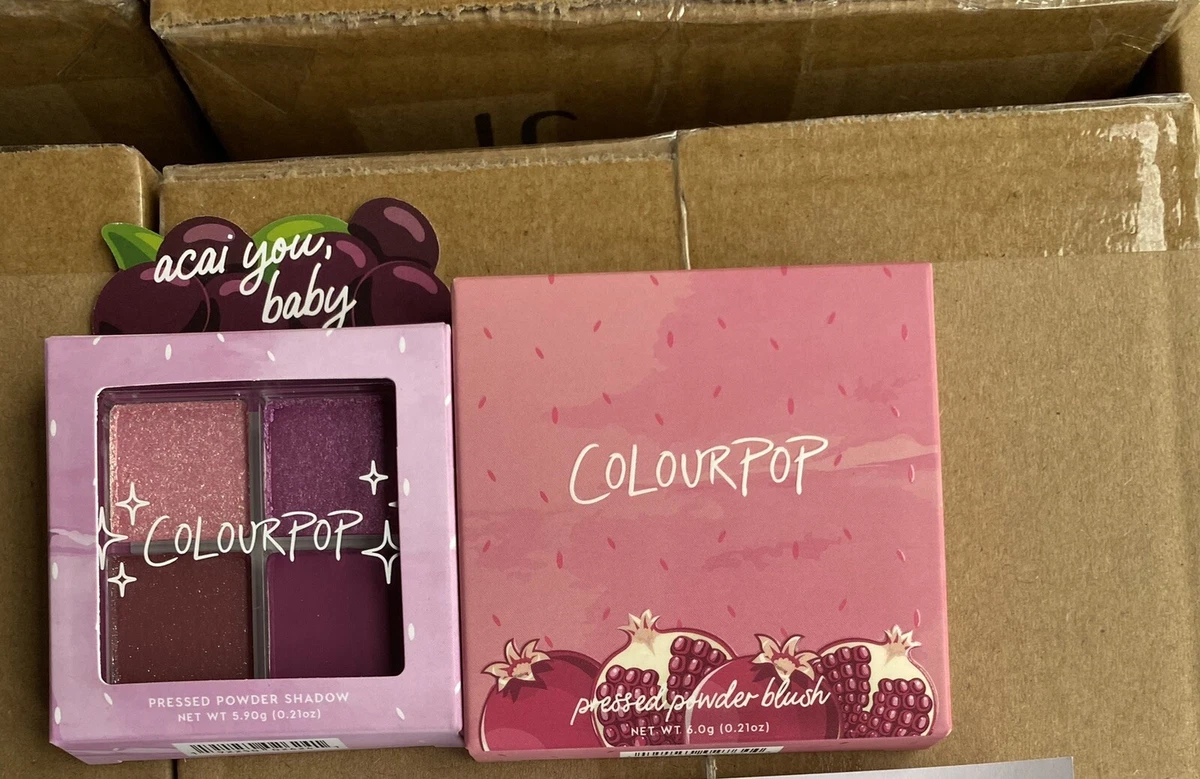 acai you,
baby
COLOURPOP
PRESSED POWDER SHADOW
NET WT 5.90g (0.21oz)
COLOURPOP
pressed powder blush
NET WT 6.0g (0.21oz)